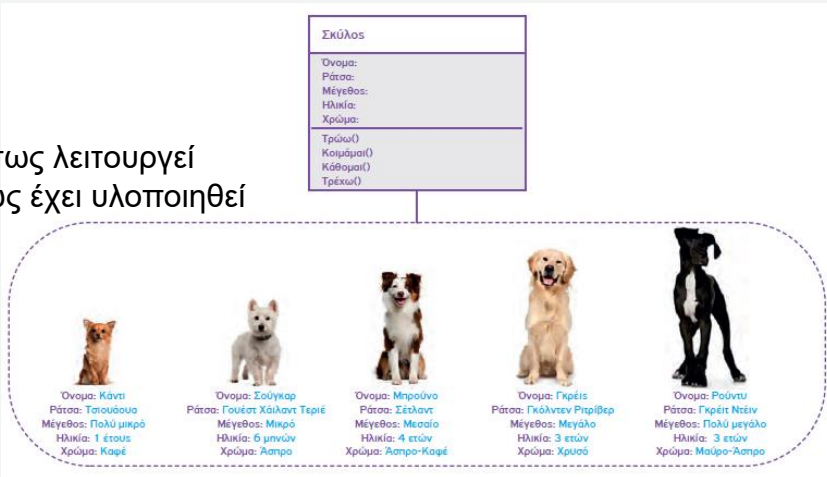 Σκύλος
Όνομα:
Ράτσα:
Μέγεθος:
Ηλικία:
Χρώμα:
Τρώω()
Κοιμάμαι()
Κάθομαι()
Τρέχω()
λειτουργεί
έχει υλοποιηθεί
Όνομα: Κάντι
Ράτσα: Τσιουάουα
Μέγεθος: Πολύ μικρό
Ηλικία: 1 έτους
Χρώμα: Καφέ
Όνομα: Σούγκαρ
Ράτσα: Γουέστ Χάιλαντ Τεριέ
Μέγεθος: Μικρό
Ηλικία: 6 μηνών
Χρώμα: Άσπρο
Όνομα: Μπρούνο
Ράτσα: Σέτλαντ
Μέγεθος: Μεσαίο
Ηλικία: 4 ετών
Χρώμα: Άσπρο-Καφέ
Όνομα: Γκρέις
Ράτσα: Γκόλντεν Ριτρίβερ
Μέγεθος: Μεγάλο
Ηλικία: 3 ετών
Χρώμα: Χρυσό
Όνομα: Ρούντυ
Ράτσα: Γκρέιτ Ντέιν
Μέγεθος: Πολύ μεγάλο
Ηλικία: 3 ετών
Χρώμα: Μαύρο-Άσπρο